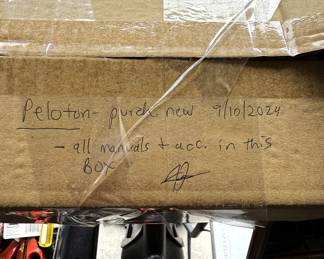 Peloton - purch new 9/10/2024
- all manuals + acc. in this
BOX